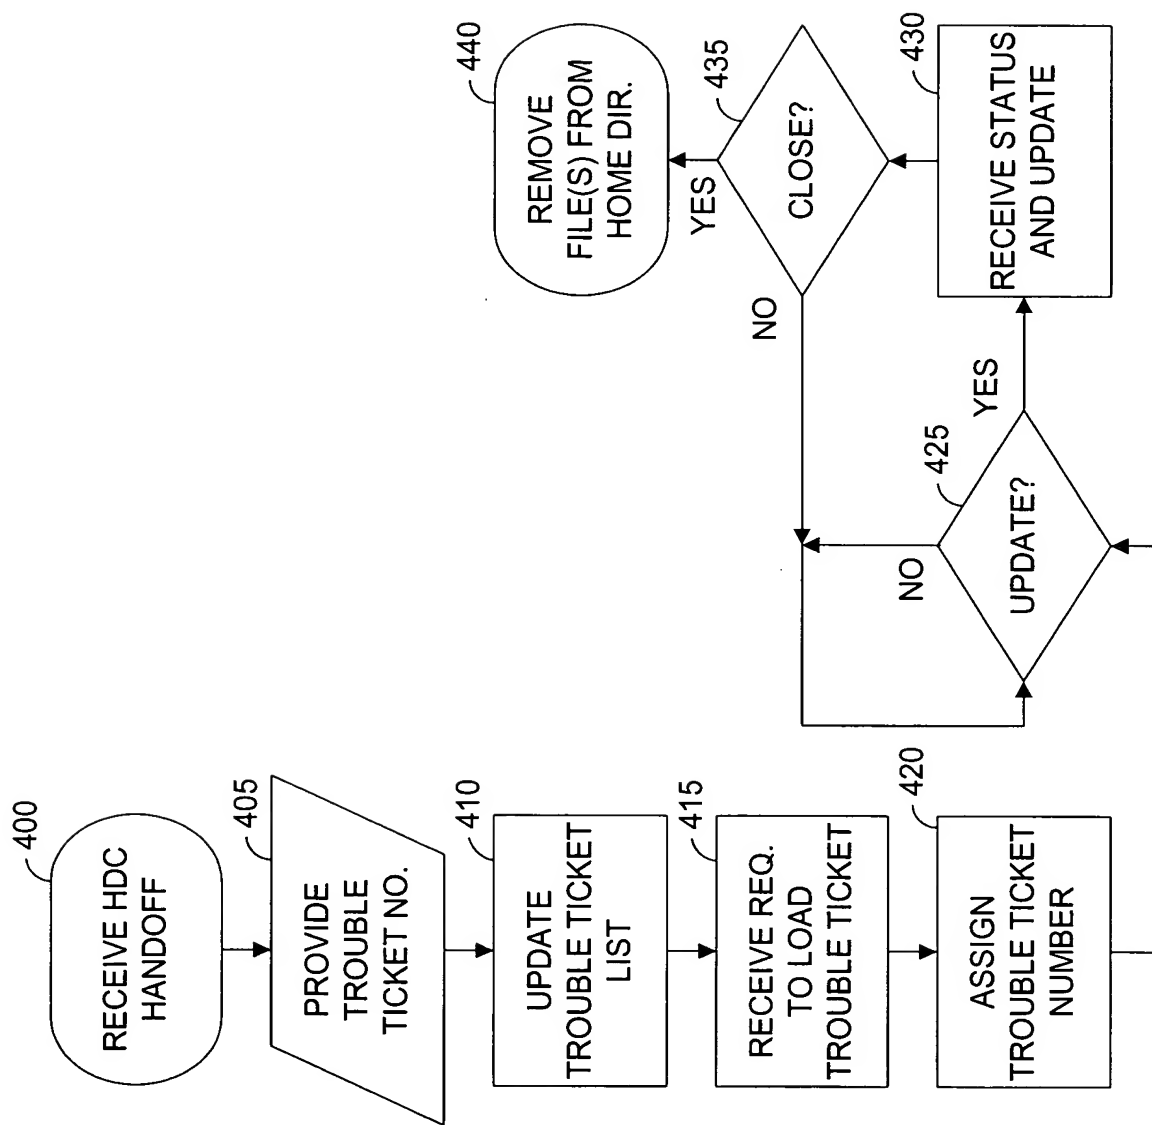 400
RECEIVE HDC
HANDOFF
405
PROVIDE
TROUBLE
TICKET NO.
410
UPDATE
TROUBLE TICKET
LIST
415
RECEIVE REQ.
TO LOAD
TROUBLE TICKET
420
ASSIGN
TROUBLE TICKET
NUMBER
425
UPDATE?
NO
YES
430
RECEIVE STATUS
AND UPDATE
435
CLOSE?
NO
YES
440
REMOVE
FILE(S) FROM
HOME DIR.